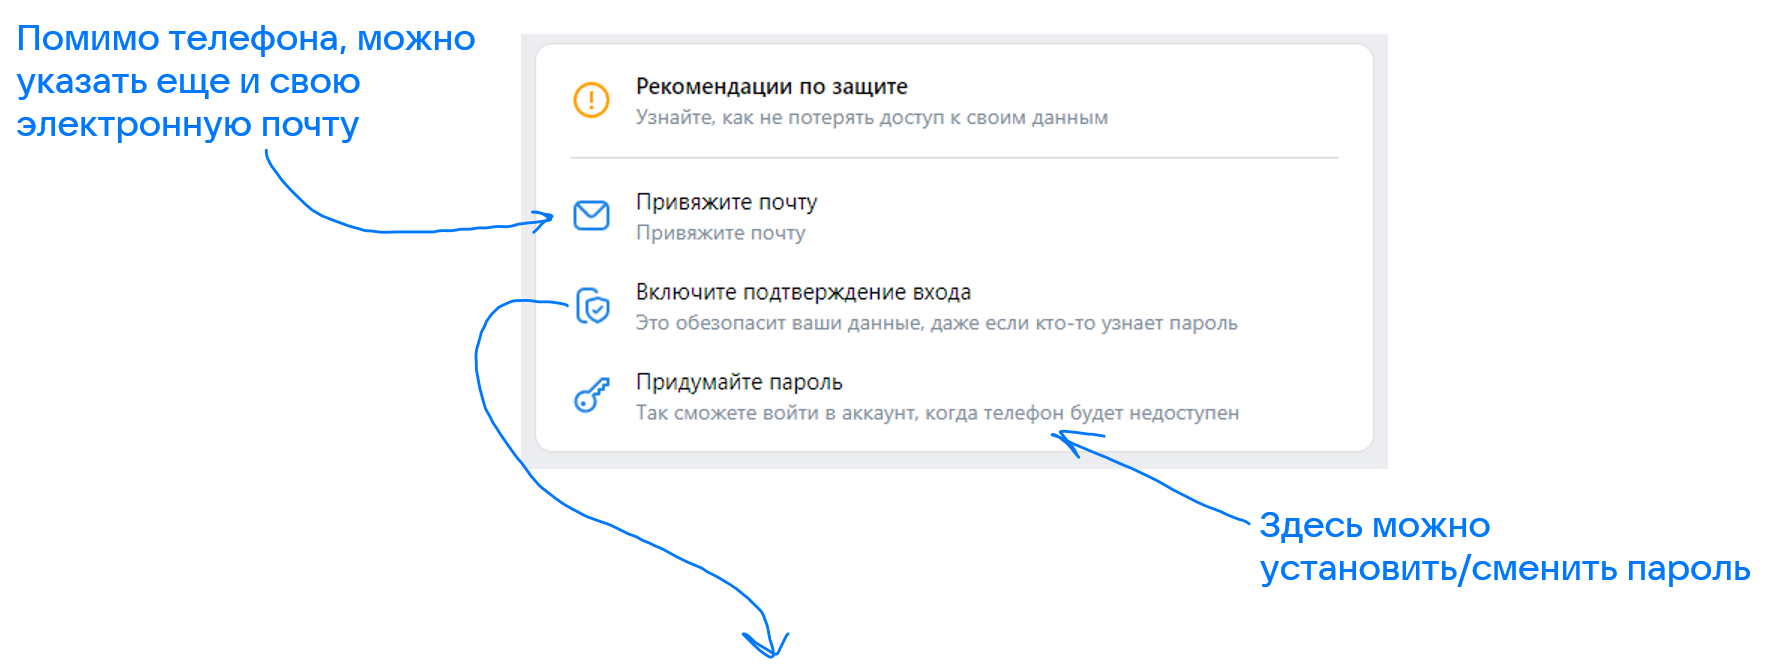 Помимо телефона, можно
указать еще и свою
электронную почту
Рекомендации по защите
Узнайте, как не потерять доступ к своим данным
Привяжите почту
Привяжите почту
Включите подтверждение входа
Это обезопасит ваши данные, даже если кто-то узнает пароль
Придумайте пароль
Так сможете войти в аккаунт, когда телефон будет недоступен
Здесь можно
установить/сменить пароль